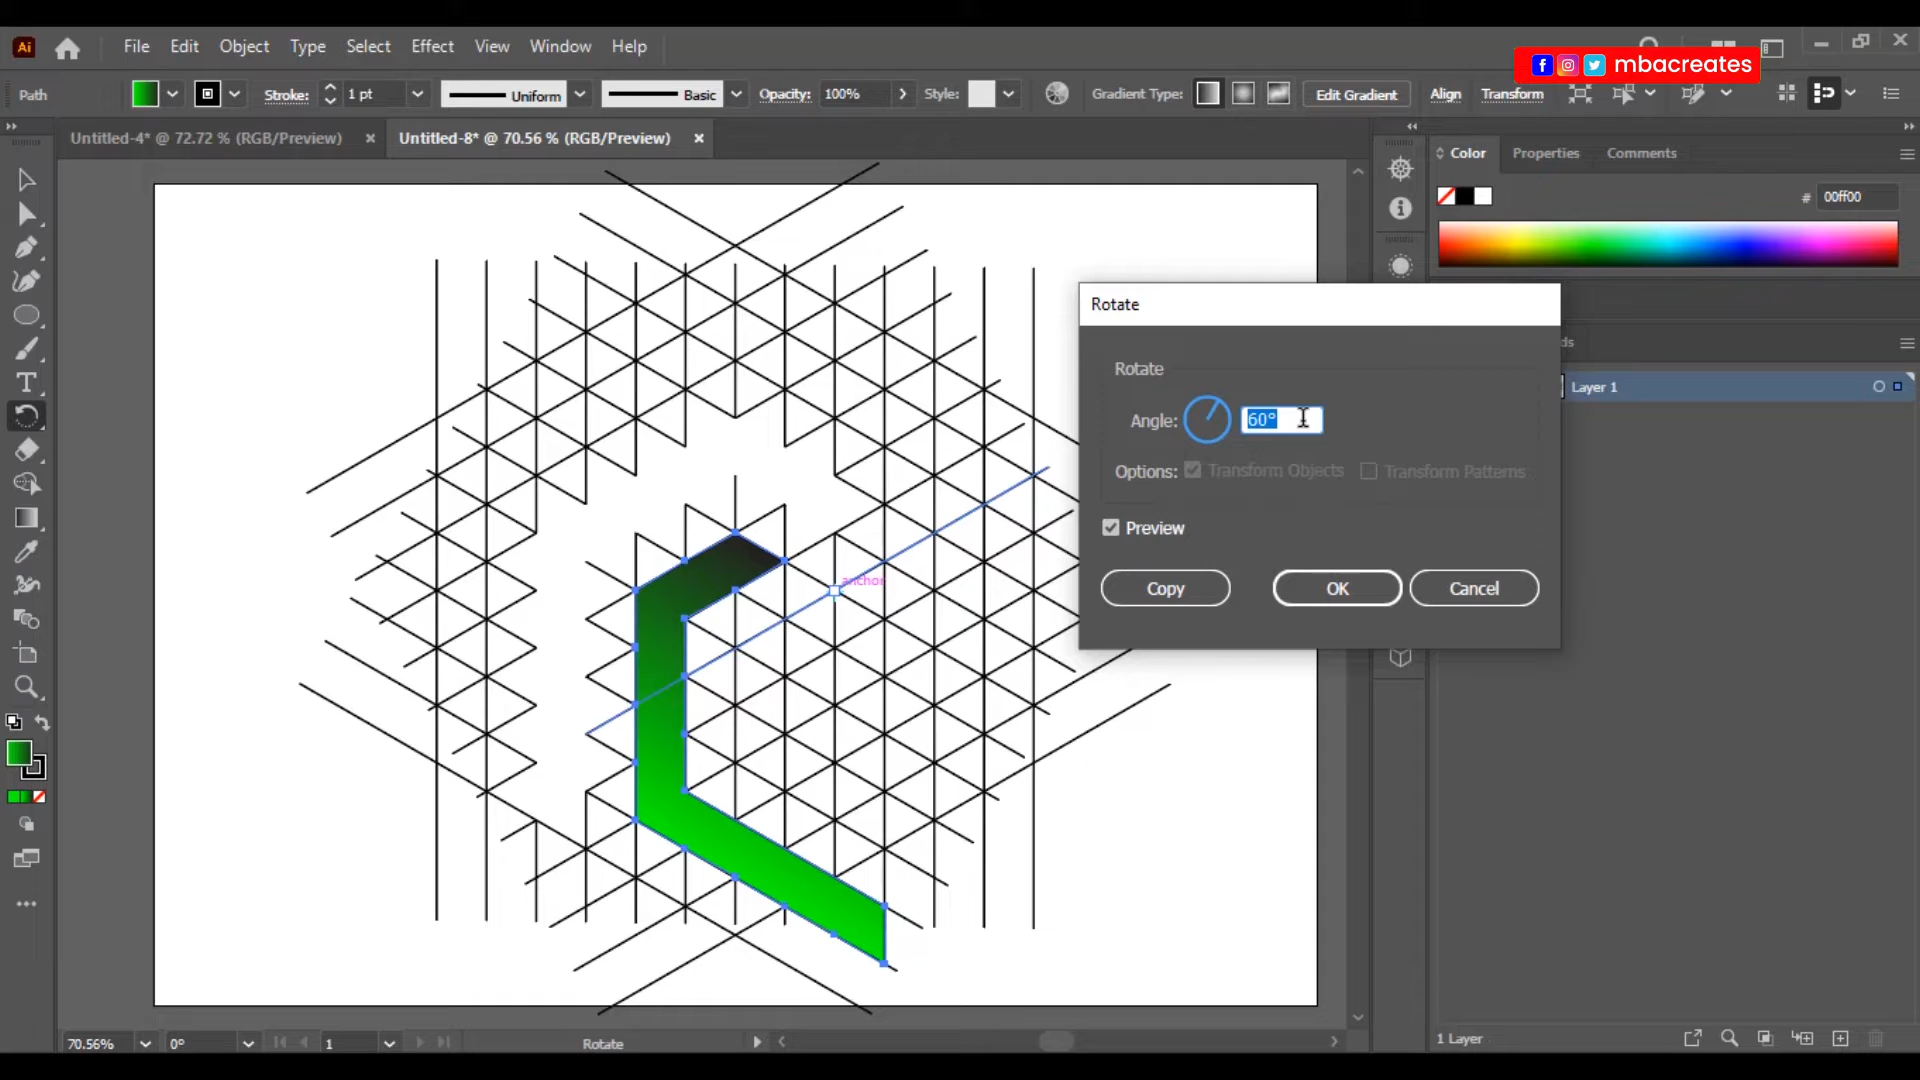 Ai File Edit Object Type Select Effect View Window Help
mbacreates
Path Stroke: 1 pt Uniform Basic Opacity: 100% Style: Gradient Type: Edit Gradient Align Transform
Untitled-4* @ 72.72 % (RGB/Preview) × Untitled-8* @ 70.56 % (RGB/Preview) ×
Color Properties Comments
# 00ff00
Rotate
ds
Rotate
Layer 1
Angle: 60°
Options: Transform Objects Transform Patterns
Preview
anchor
Copy OK Cancel
70.56% 0° 1 Rotate
1 Layer